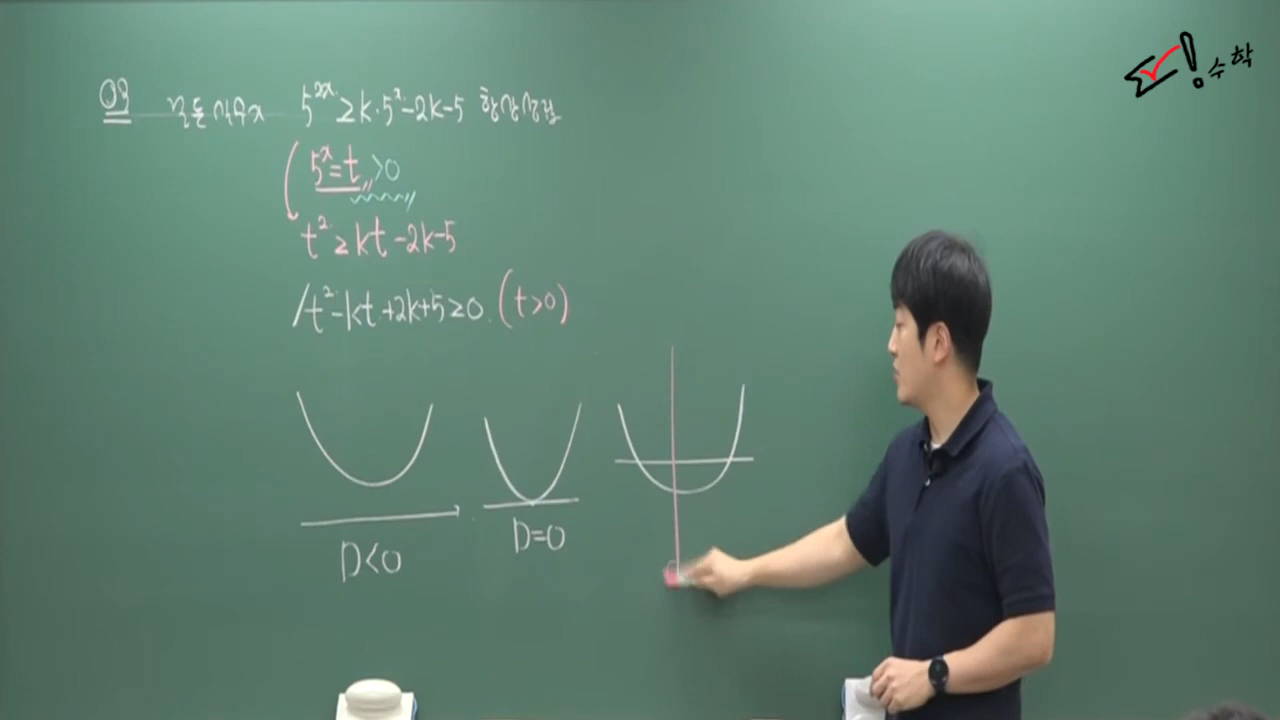 수학
03 모든 실수 x 5^{2x} ≥ k·5^x - 2k - 5 항상 성립
5^x = t > 0
t² ≥ kt - 2k - 5
t² - kt + 2k + 5 ≥ 0. (t > 0)
D < 0
D = 0